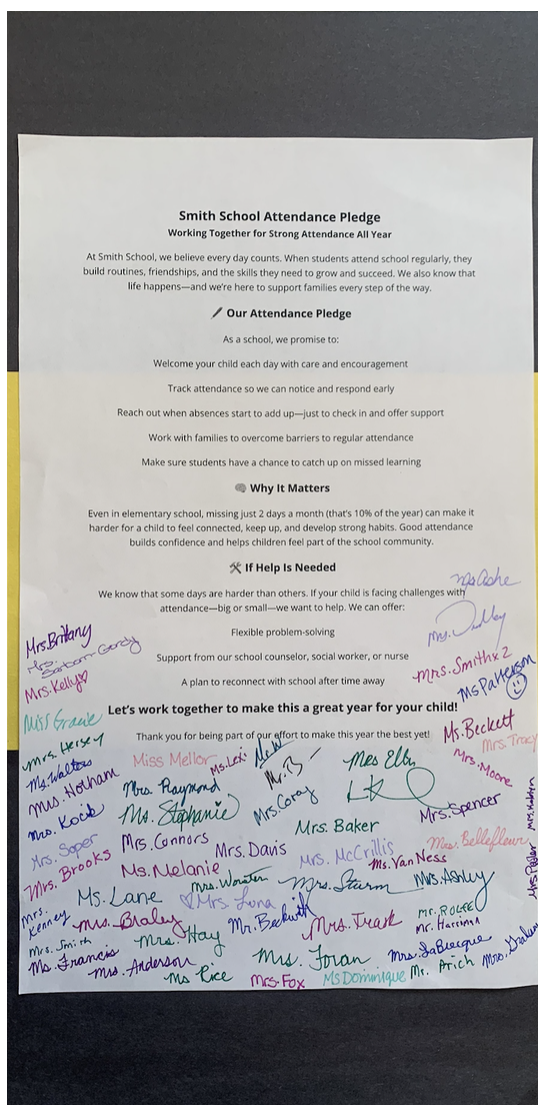 Smith School Attendance Pledge
Working Together for Strong Attendance All Year
At Smith School, we believe every day counts. When students attend school regularly, they
build routines, friendships, and the skills they need to grow and succeed. We also know that
life happens—and we're here to support families every step of the way.
Our Attendance Pledge
As a school, we promise to:
Welcome your child each day with care and encouragement
Track attendance so we can notice and respond early
Reach out when absences start to add up—just to check in and offer support
Work with families to overcome barriers to regular attendance
Make sure students have a chance to catch up on missed learning
Why It Matters
Even in elementary school, missing just 2 days a month (that's 10% of the year) can make it
harder for a child to feel connected, keep up, and develop strong habits. Good attendance
builds confidence and helps children feel part of the school community.
If Help Is Needed
We know that some days are harder than others. If your child is facing challenges with
attendance—big or small—we want to help. We can offer:
Flexible problem-solving
Support from our school counselor, social worker, or nurse
A plan to reconnect with school after time away
Let's work together to make this a great year for your child!
Thank you for being part of our effort to make this year the best yet!
Mrs. Brittany
Mrs. Kelly
Mrs. Smith x 2
Ms Patterson
Miss Gracie
Ms. Beckett
Mrs. Tracy
Mrs. Hersey
Miss Mellor
Ms. Lexi
Mr. W
Mr. B
Mrs. Moore
Ms. Walton
Mrs. Hotham
Mrs. Raymond
Mrs. Kocik
Ms. Stephanie
Mrs. Coray
Mrs. Spencer
Mrs. Baker
Mrs. Soper
Mrs. Connors
Mrs. Davis
Mrs. McCrillis
Mrs. Bellefleur
Mrs. Brooks
Ms. Melanie
Ms. Van Ness
Mrs. Worster
Mrs. Sturm
Mrs. Ashley
Ms. Lane
Mrs. Luna
Mrs. Kenney
Mrs. Braley
Mr. Beckwith
Mrs. Trask
Mr. Rolfe
Mr. Harriman
Mrs. Smith
Mrs. Hay
Ms. Francis
Mrs. Anderson
Mrs. Foran
Mrs. LaBrecque
Mrs. Graham
Ms Rice
Mrs. Fox
Ms Dominique
Mr. Arich